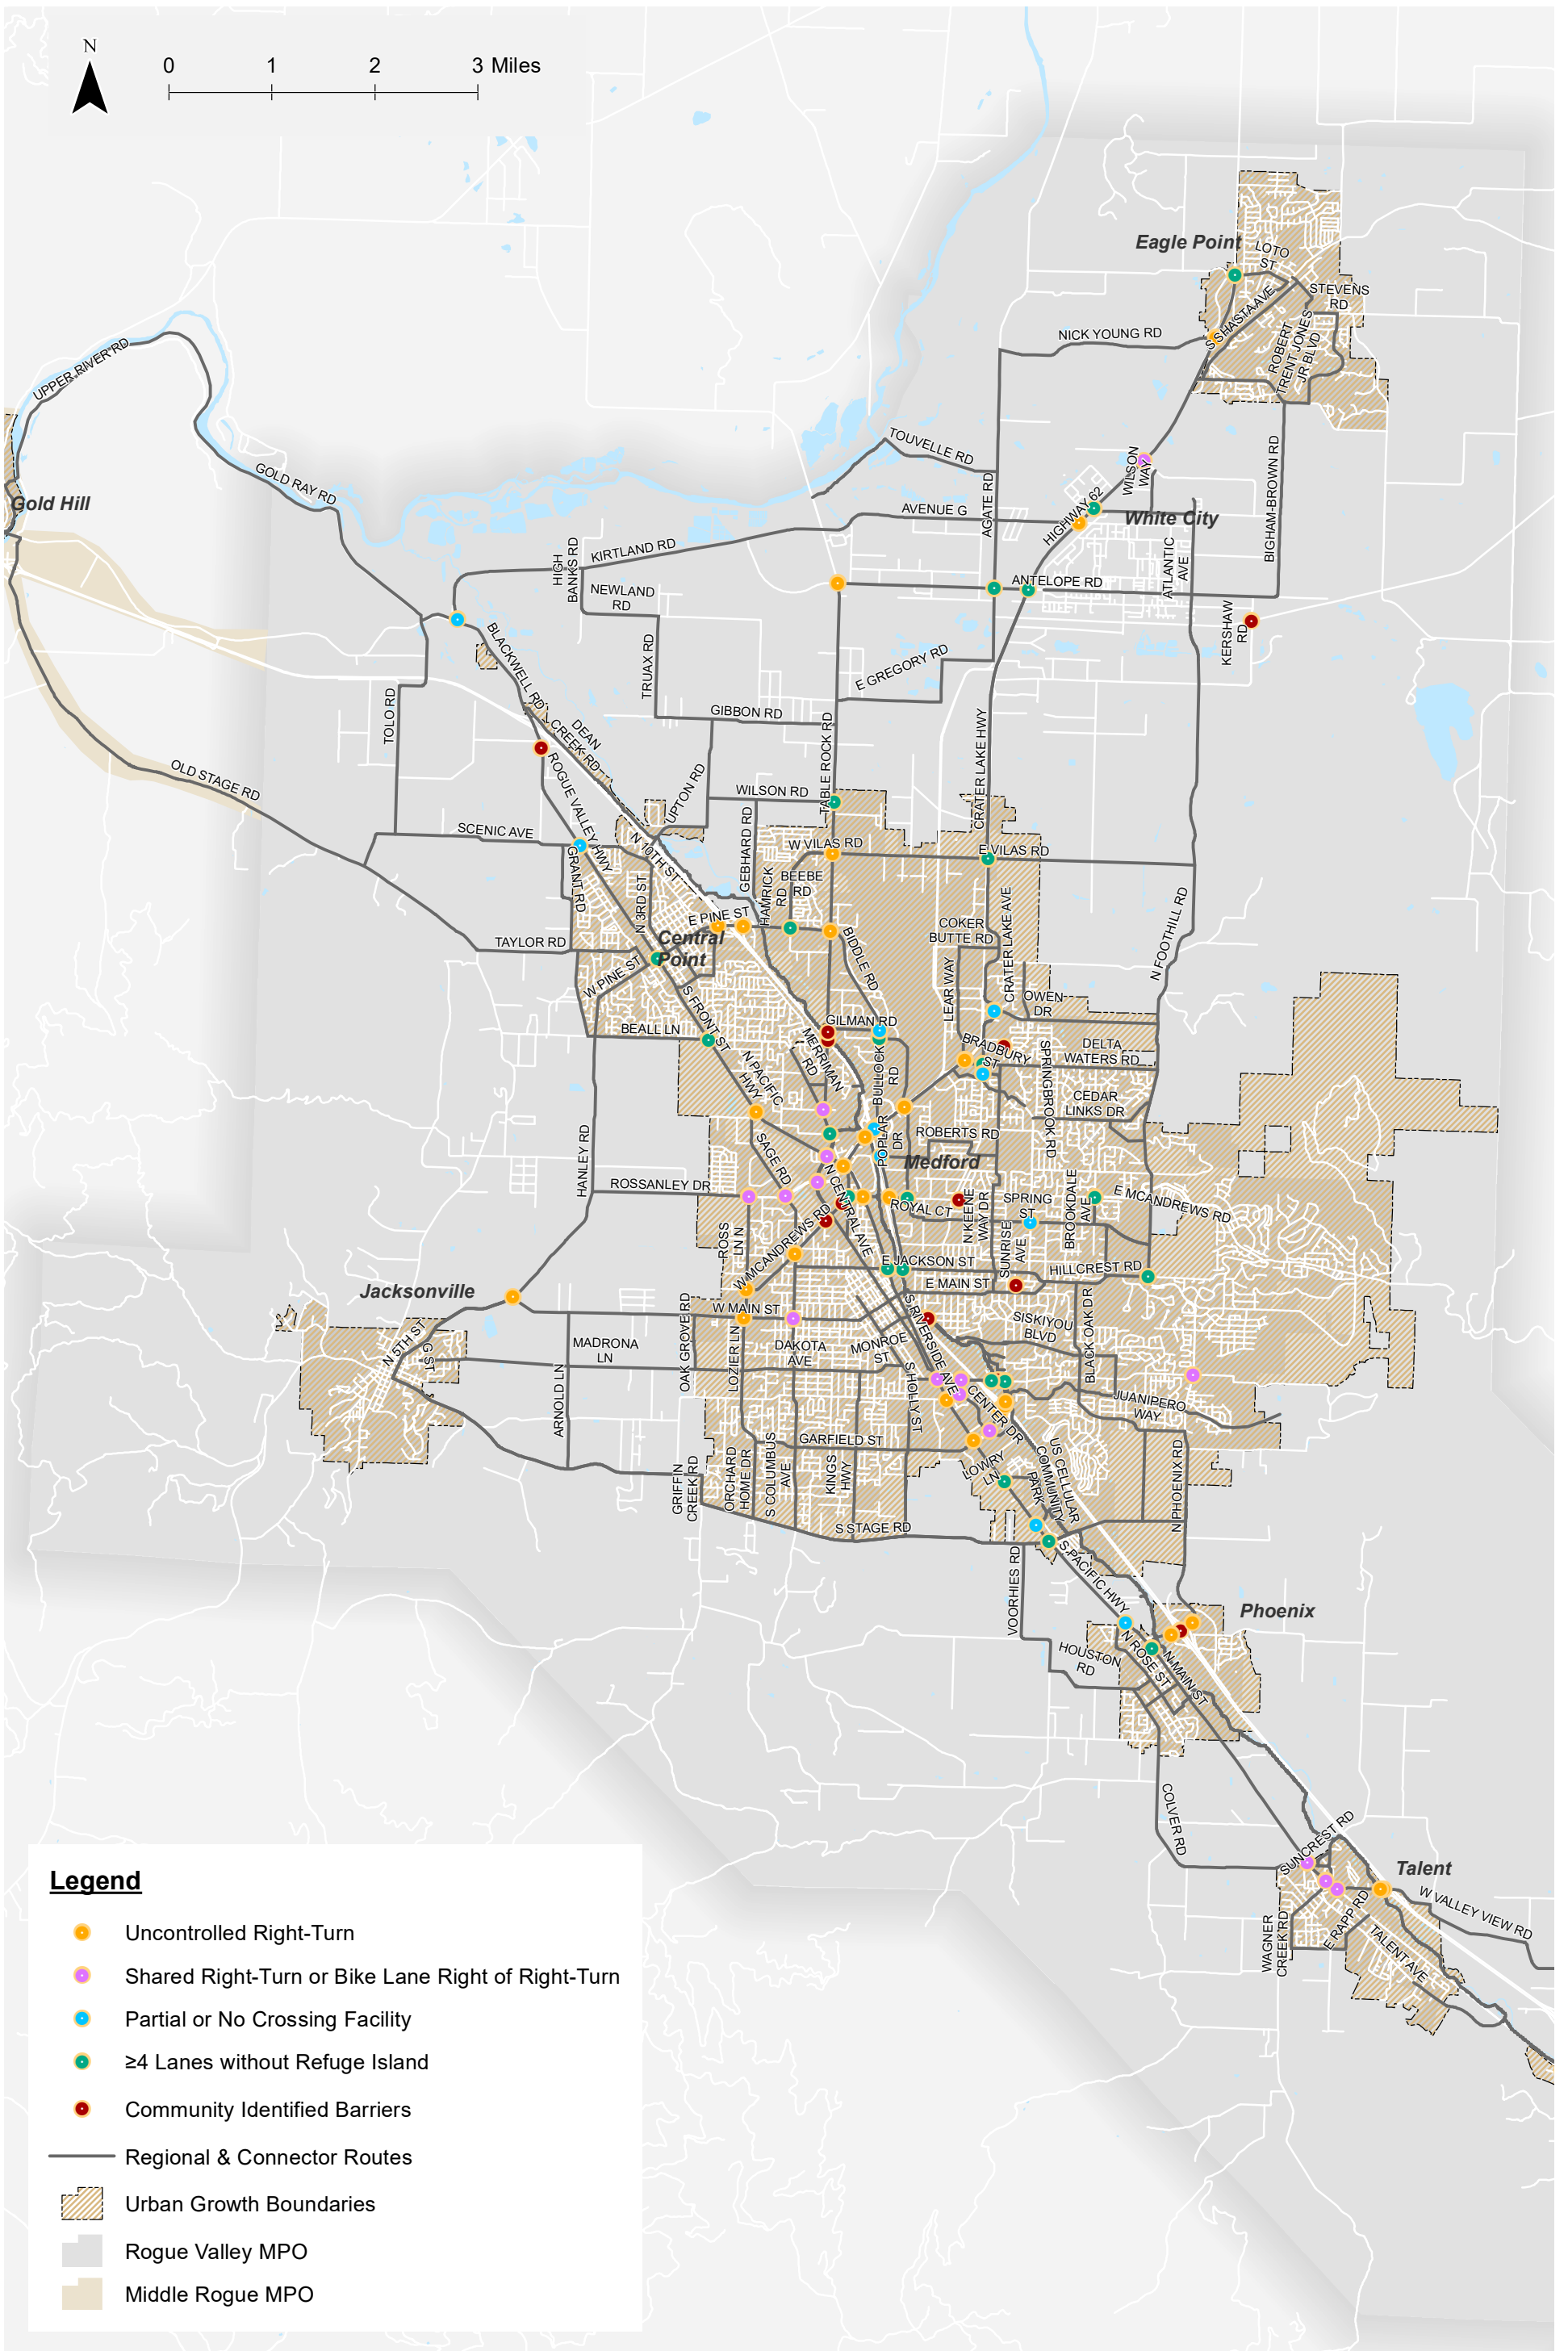 N
0 1 2 3 Miles
Eagle Point
LOTO
ST
STEVENS
RD
S SHASTA AVE
NICK YOUNG RD
ROBERT
TRENT JONES
JR BLVD
UPPER RIVER RD
TOUVELLE RD
WILSON
WAY
BIGHAM-BROWN RD
GOLD RAY RD
Gold Hill
AGATE RD
AVENUE G
HIGHWAY 62
White City
HIGH
BANKS RD
KIRTLAND RD
ATLANTIC
AVE
ANTELOPE RD
NEWLAND
RD
KERSHAW
RD
BLACKWELL RD
TRUAX RD
E GREGORY RD
TOLO RD
GIBBON RD
DEAN
CREEK RD
TABLE ROCK RD
CRATER LAKE HWY
OLD STAGE RD
ROGUE VALLEY HWY
UPTON RD
WILSON RD
SCENIC AVE
N 10TH ST
GEBHARD RD
W VILAS RD
E VILAS RD
GRANT RD
N 3RD ST
HAMRICK
RD
BEEBE
RD
E PINE ST
CRATER LAKE AVE
N FOOTHILL RD
COKER
BUTTE RD
Central
Point
TAYLOR RD
BIDDLE RD
W PINE ST
LEAR WAY
S FRONT ST
OWEN
DR
BEALL LN
GILMAN RD
MERRIMAN
RD
BRADBURY
ST
DELTA
WATERS RD
N PACIFIC
HWY
BULLOCK
RD
SPRINGBROOK RD
CEDAR
LINKS DR
HANLEY RD
SAGE RD
POPLAR
DR
ROBERTS RD
Medford
ROSSANLEY DR
N CENTRAL AVE
ROYAL CT
N KEENE
WAY DR
SPRING
ST
BROOKDALE
AVE
E MCANDREWS RD
ROSS
LN N
W MCANDREWS RD
SUNRISE
AVE
E JACKSON ST
HILLCREST RD
E MAIN ST
Jacksonville
W MAIN ST
S RIVERSIDE AVE
SISKIYOU
BLVD
BLACK OAK DR
N 5TH ST
G ST
MADRONA
LN
OAK GROVE RD
LOZIER LN
DAKOTA
AVE
MONROE
ST
S HOLLY ST
ARNOLD LN
CENTER DR
JUANIPERO
WAY
GARFIELD ST
GRIFFIN
CREEK RD
ORCHARD
HOME DR
S COLUMBUS
AVE
KINGS
HWY
LOWRY
LN
US CELLULAR
COMMUNITY
PARK
N PHOENIX RD
S STAGE RD
VOORHIES RD
S PACIFIC HWY
Phoenix
HOUSTON
RD
N ROSE ST
N MAIN ST
COLVER RD
SUNCREST RD
Talent
W VALLEY VIEW RD
WAGNER
CREEK RD
E RAPP RD
TALENT AVE
Legend
Uncontrolled Right-Turn
Shared Right-Turn or Bike Lane Right of Right-Turn
Partial or No Crossing Facility
≥4 Lanes without Refuge Island
Community Identified Barriers
Regional & Connector Routes
Urban Growth Boundaries
Rogue Valley MPO
Middle Rogue MPO